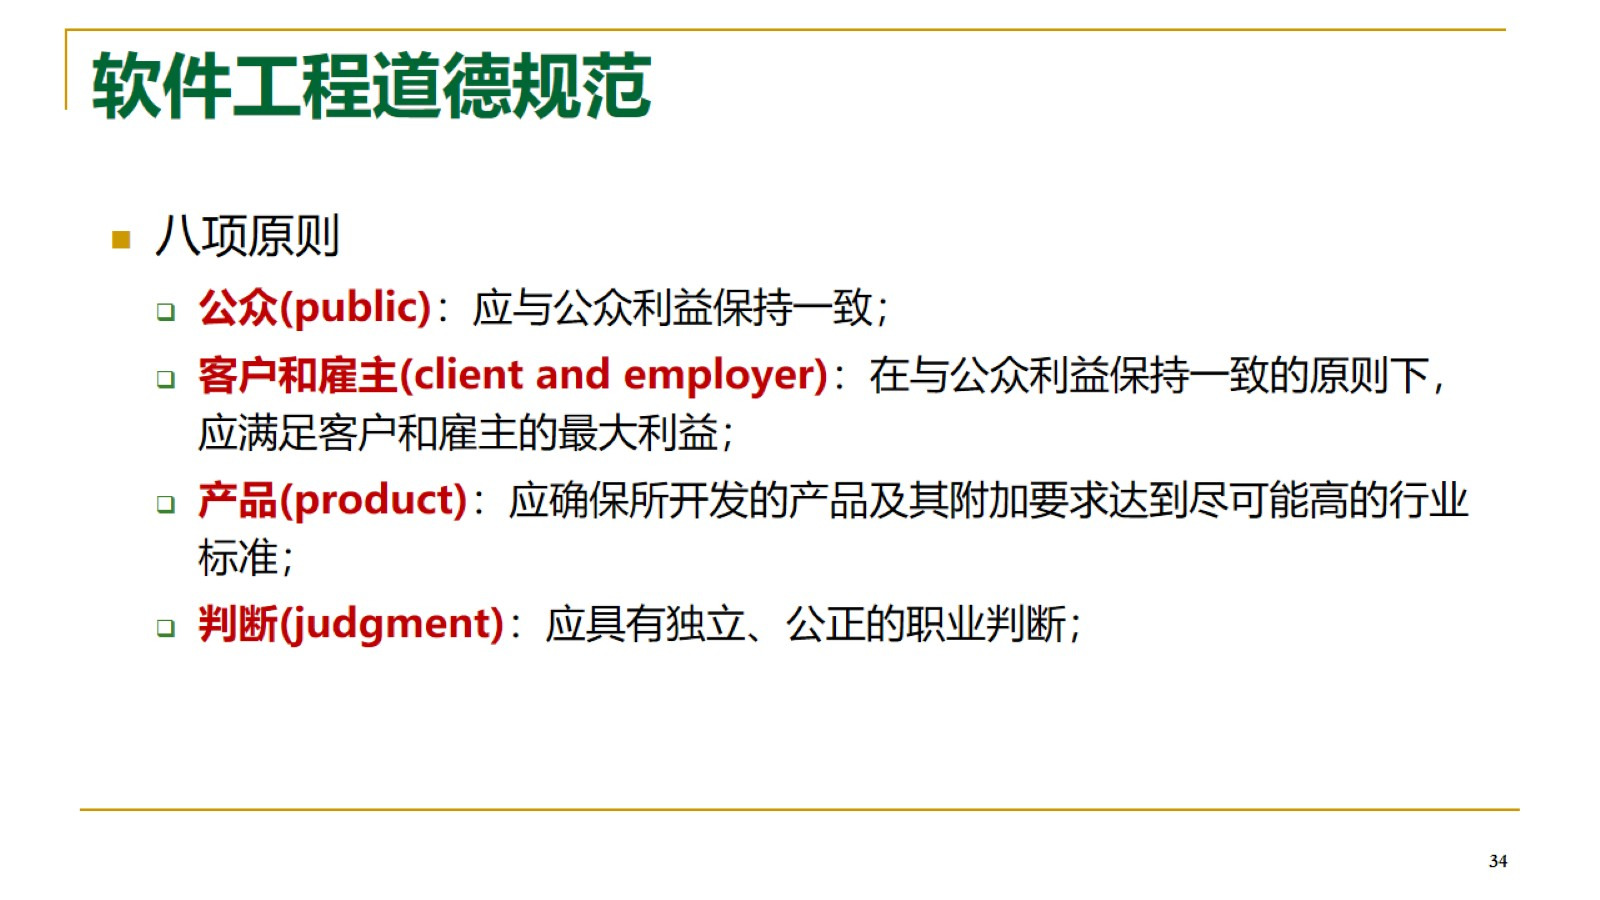 软件工程道德规范
八项原则
公众(public)：应与公众利益保持一致；
客户和雇主(client and employer)：在与公众利益保持一致的原则下，
应满足客户和雇主的最大利益；
产品(product)：应确保所开发的产品及其附加要求达到尽可能高的行业
标准；
判断(judgment)：应具有独立、公正的职业判断；
34